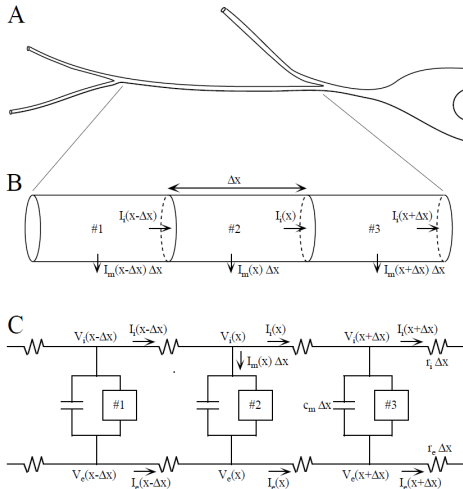 A
B
Δx
I_i(x-Δx) I_i(x) I_i(x+Δx)
#1 #2 #3
I_m(x-Δx) Δx I_m(x) Δx I_m(x+Δx) Δx
C
V_i(x-Δx) I_i(x-Δx) V_i(x) I_i(x) V_i(x+Δx) I_i(x+Δx)
I_m(x) Δx r_i Δx
#1 #2 c_m Δx #3
r_e Δx
V_e(x-Δx) I_e(x-Δx) V_e(x) I_e(x) V_e(x+Δx) I_e(x+Δx)